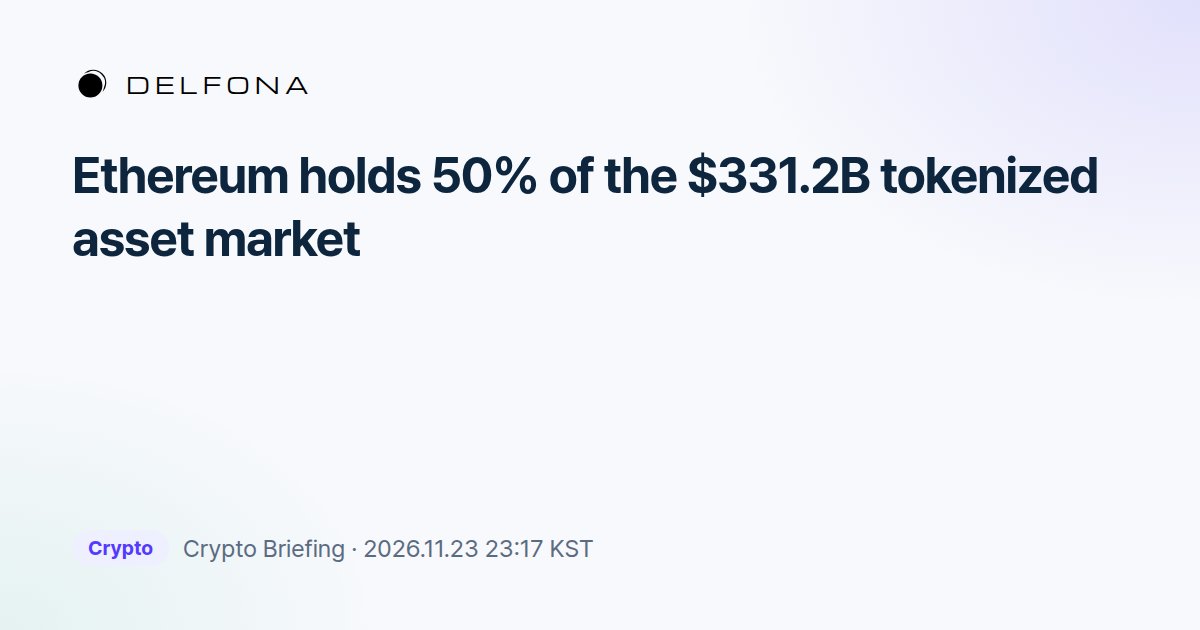 DELFONA
Ethereum holds 50% of the $331.2B tokenized
asset market
Crypto Crypto Briefing · 2026.11.23 23:17 KST